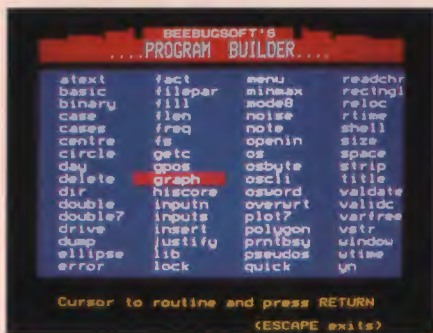 BEEBUGSOFT'S
....PROGRAM BUILDER....
atext fact menu readchr
basic filepar minmax rectngl
binary fill mode8 reloc
case flen noise rtime
cases freq note shell
centre fs openin size
circle getc os space
day gpos osbyte strip
delete graph oscli title
dir hiscore osword valdate
double inputn overwrt validc
double7 inputs plot7 varfree
drive insert polygon vstr
dump justify prntbsy window
ellipse lib pseudos wtime
error lock quick yn
Cursor to routine and press RETURN
(ESCAPE exits)